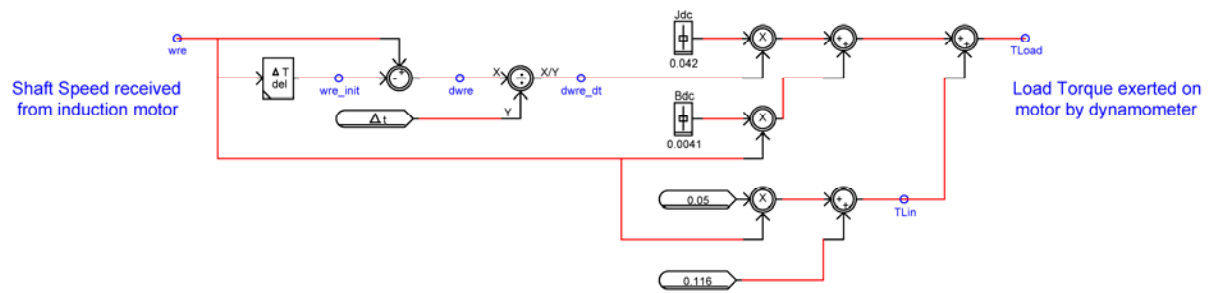 Jdc
0.042
wre
TLoad
Shaft Speed received
from induction motor
Δ T
del
wre_init
dwre
X
X/Y
dwre_dt
Load Torque exerted on
motor by dynamometer
Y
Δt
Bdc
0.0041
0.05
TLin
0.116